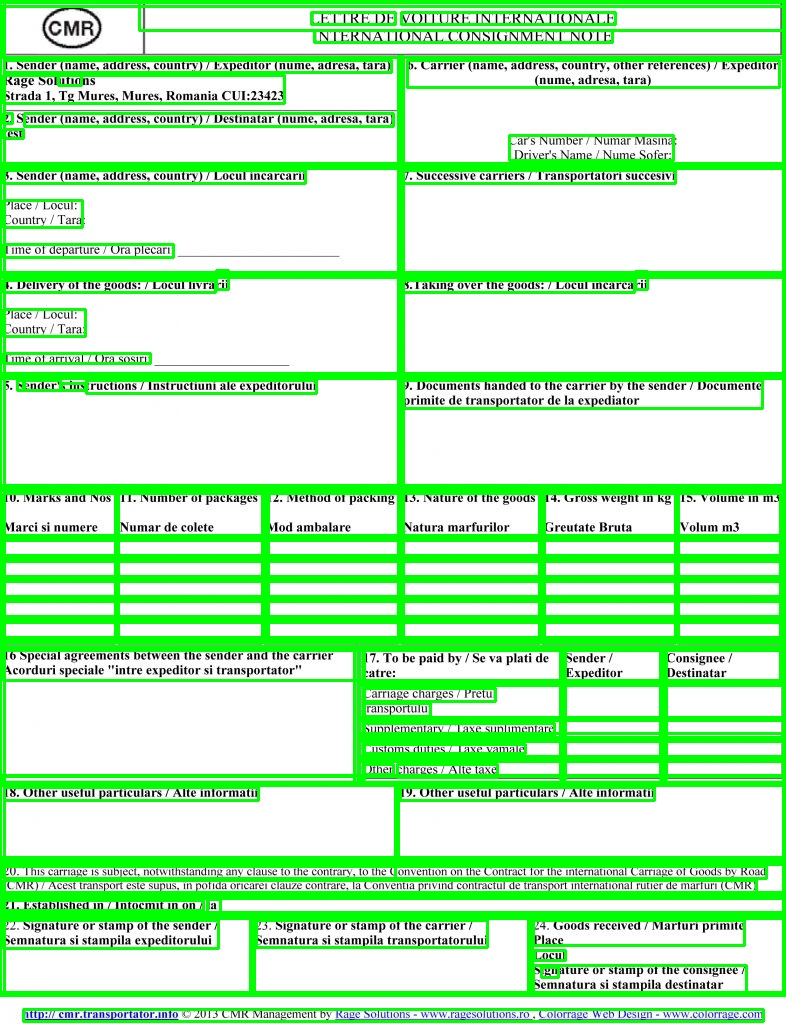 CMR
LETTRE DE VOITURE INTERNATIONALE
INTERNATIONAL CONSIGNMENT NOTE
1. Sender (name, address, country) / Expeditor (nume, adresa, tara)
Rage Solutions
Strada 1, Tg Mures, Mures, Romania CUI:23423
6. Carrier (name, address, country, other references) / Expeditor
(nume, adresa, tara)
2. Sender (name, address, country) / Destinatar (nume, adresa, tara)
test
Car's Number / Numar Masina:
Driver's Name / Nume Sofer:
3. Sender (name, address, country) / Locul incarcarii
7. Successive carriers / Transportatori succesivi
Place / Locul:
Country / Tara:
Time of departure / Ora plecarii
4. Delivery of the goods: / Locul livrarii
8.Taking over the goods: / Locul incarcarii
Place / Locul:
Country / Tara:
Time of arrival / Ora sosirii
5. Sender's instructions / Instructiuni ale expeditorului
9. Documents handed to the carrier by the sender / Documente
primite de transportator de la expediator
10. Marks and Nos
11. Number of packages
12. Method of packing
13. Nature of the goods
14. Gross weight in kg
15. Volume in m3
Marci si numere
Numar de colete
Mod ambalare
Natura marfurilor
Greutate Bruta
Volum m3
16 Special agreements between the sender and the carrier
Acorduri speciale "intre expeditor si transportator"
17. To be paid by / Se va plati de
catre:
Sender /
Expeditor
Consignee /
Destinatar
Carriage charges / Pretul
transportului
Supplementary / Taxe suplimentare
Customs duties / Taxe vamale
Other charges / Alte taxe
18. Other useful particulars / Alte informatii
19. Other useful particulars / Alte informatii
20. This carriage is subject, notwithstanding any clause to the contrary, to the Convention on the Contract for the international Carriage of Goods by Road
(CMR) / Acest transport este supus, in pofida oricarei clauze contrare, la Conventia privind contractul de transport international rutier de marfuri (CMR)
21. Established in / Intocmit in on / la
22. Signature or stamp of the sender /
Semnatura si stampila expeditorului
23. Signature or stamp of the carrier /
Semnatura si stampila transportatorului
24. Goods received / Marfuri primite
Place
Locul
Signature or stamp of the consignee /
Semnatura si stampila destinatar
http:// cmr.transportator.info © 2013 CMR Management by Rage Solutions - www.ragesolutions.ro , Colorrage Web Design - www.colorrage.com